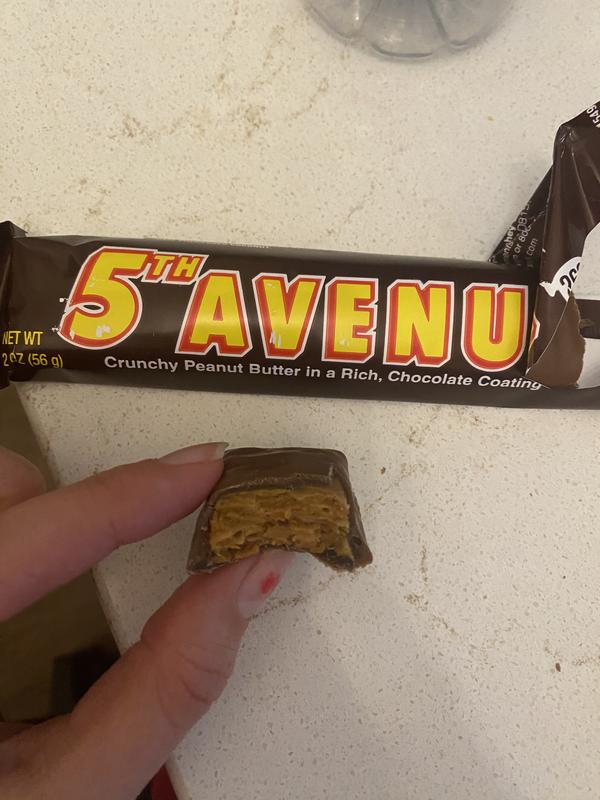 5TH AVENU
NET WT
2 OZ (56 g)
Crunchy Peanut Butter in a Rich, Chocolate Coating